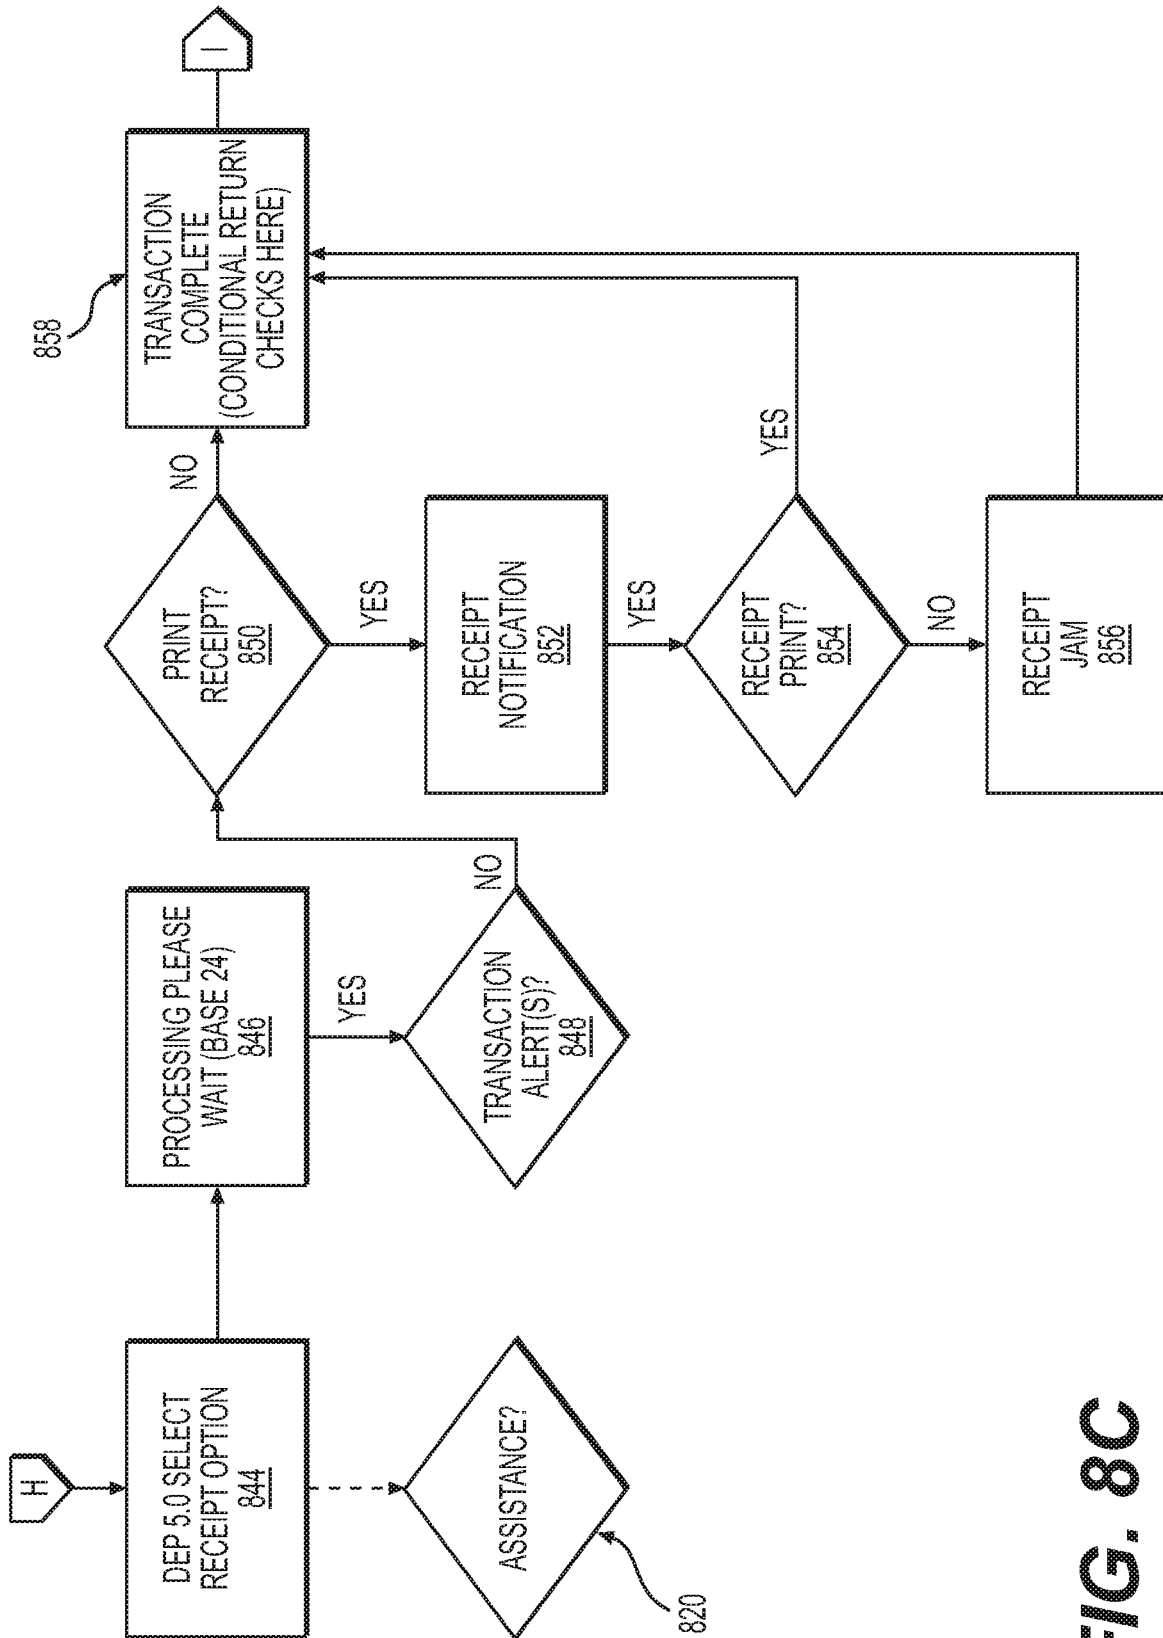 H
DEP 5.0 SELECT
RECEIPT OPTION
844
ASSISTANCE?
820
PROCESSING PLEASE
WAIT (BASE 24)
846
YES
TRANSACTION
ALERT(S)?
848
NO
PRINT
RECEIPT?
850
NO
YES
RECEIPT
NOTIFICATION
852
YES
RECEIPT
PRINT?
854
YES
NO
RECEIPT
JAM
856
858
TRANSACTION
COMPLETE
(CONDITIONAL RETURN
CHECKS HERE)
I
FIG. 8C